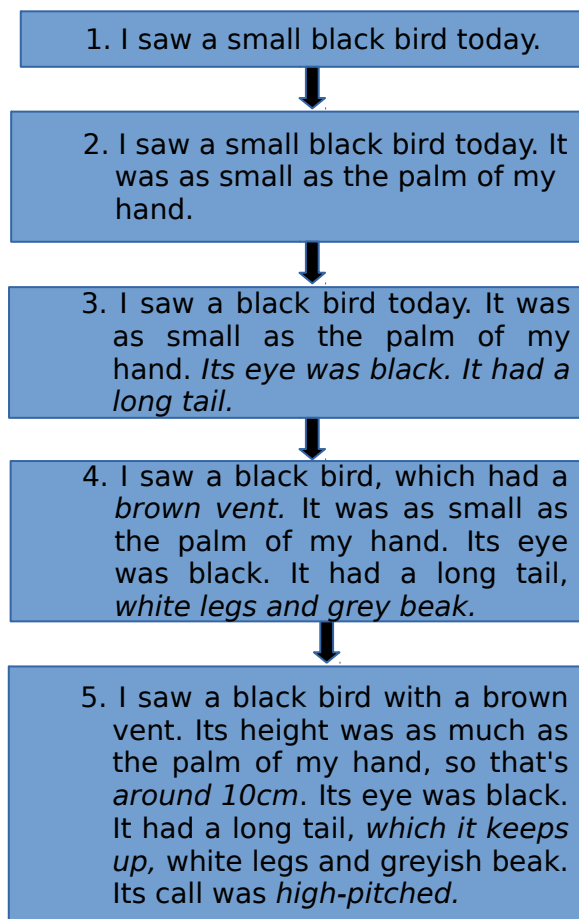 1. I saw a small black bird today.
2. I saw a small black bird today. It
was as small as the palm of my
hand.
3. I saw a black bird today. It was
as small as the palm of my
hand. Its eye was black. It had a
long tail.
4. I saw a black bird, which had a
brown vent. It was as small as
the palm of my hand. Its eye
was black. It had a long tail,
white legs and grey beak.
5. I saw a black bird with a brown
vent. Its height was as much as
the palm of my hand, so that's
around 10cm. Its eye was black.
It had a long tail, which it keeps
up, white legs and greyish beak.
Its call was high-pitched.